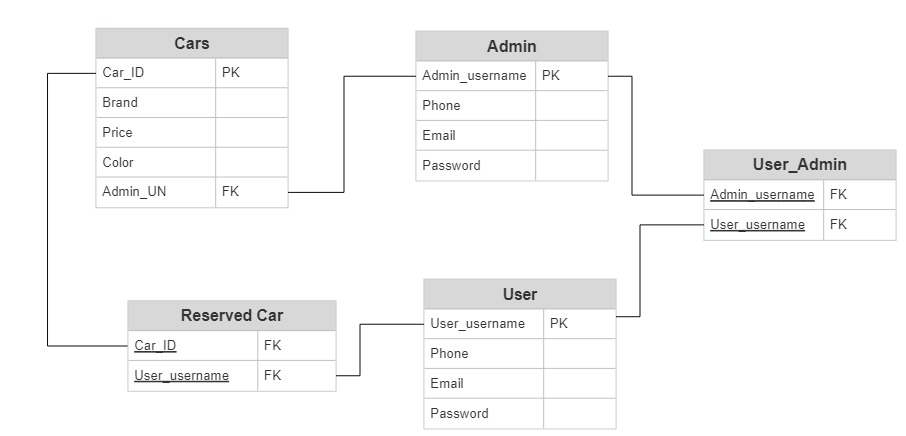 Cars
Car_ID PK
Brand
Price
Color
Admin_UN FK
Admin
Admin_username PK
Phone
Email
Password
User_Admin
Admin_username FK
User_username FK
Reserved Car
Car_ID FK
User_username FK
User
User_username PK
Phone
Email
Password